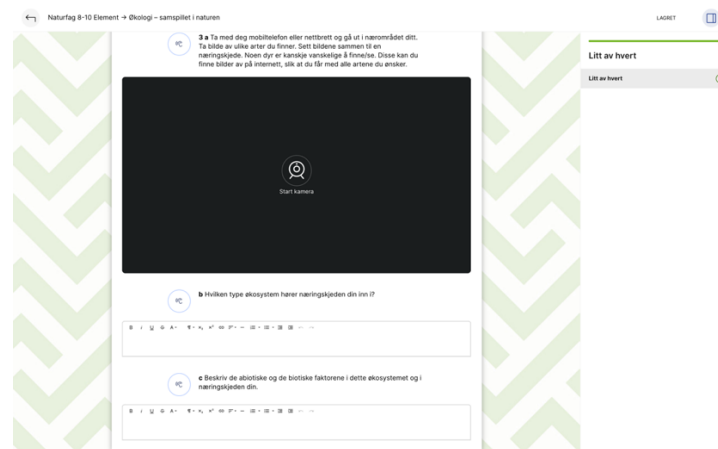 Naturfag 8-10 Element → Økologi – samspillet i naturen
LAGRET
3 a Ta med deg mobiltelefon eller nettbrett og gå ut i nærområdet ditt.
Ta bilde av ulike arter du finner. Sett bildene sammen til en
næringskjede. Noen dyr er kanskje vanskelige å finne/se. Disse kan du
finne bilder av på internett, slik at du får med alle artene du ønsker.
Start kamera
b Hvilken type økosystem hører næringskjeden din inn i?
B I U S A
c Beskriv de abiotiske og de biotiske faktorene i dette økosystemet og i
næringskjeden din.
B I U S A
Litt av hvert
Litt av hvert